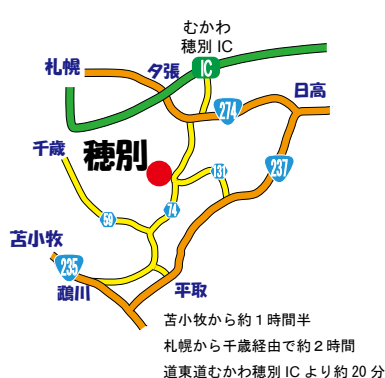 むかわ
穂別 IC
札幌
夕張
IC
日高
274
千歳
穂別
131
237
59
74
苫小牧
235
鵡川
平取
苫小牧から約１時間半
札幌から千歳経由で約２時間
道東道むかわ穂別 IC より約 20 分